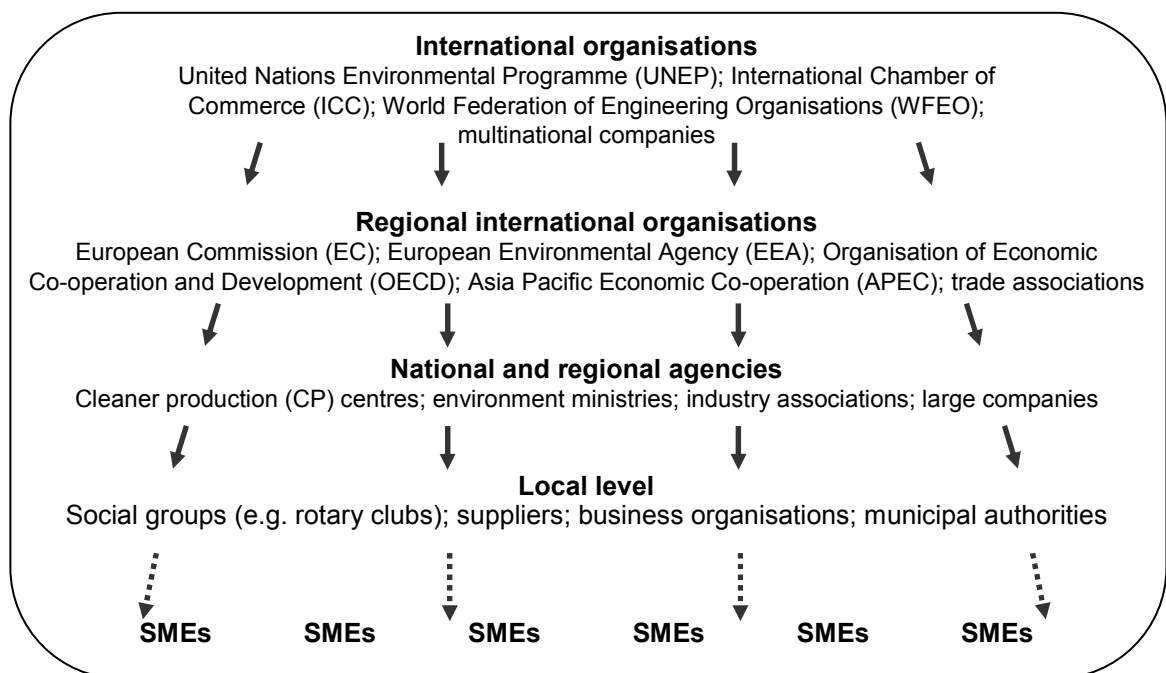 International organisations
United Nations Environmental Programme (UNEP); International Chamber of
Commerce (ICC); World Federation of Engineering Organisations (WFEO);
multinational companies
Regional international organisations
European Commission (EC); European Environmental Agency (EEA); Organisation of Economic
Co-operation and Development (OECD); Asia Pacific Economic Co-operation (APEC); trade associations
National and regional agencies
Cleaner production (CP) centres; environment ministries; industry associations; large companies
Local level
Social groups (e.g. rotary clubs); suppliers; business organisations; municipal authorities
SMEs SMEs SMEs SMEs SMEs SMEs